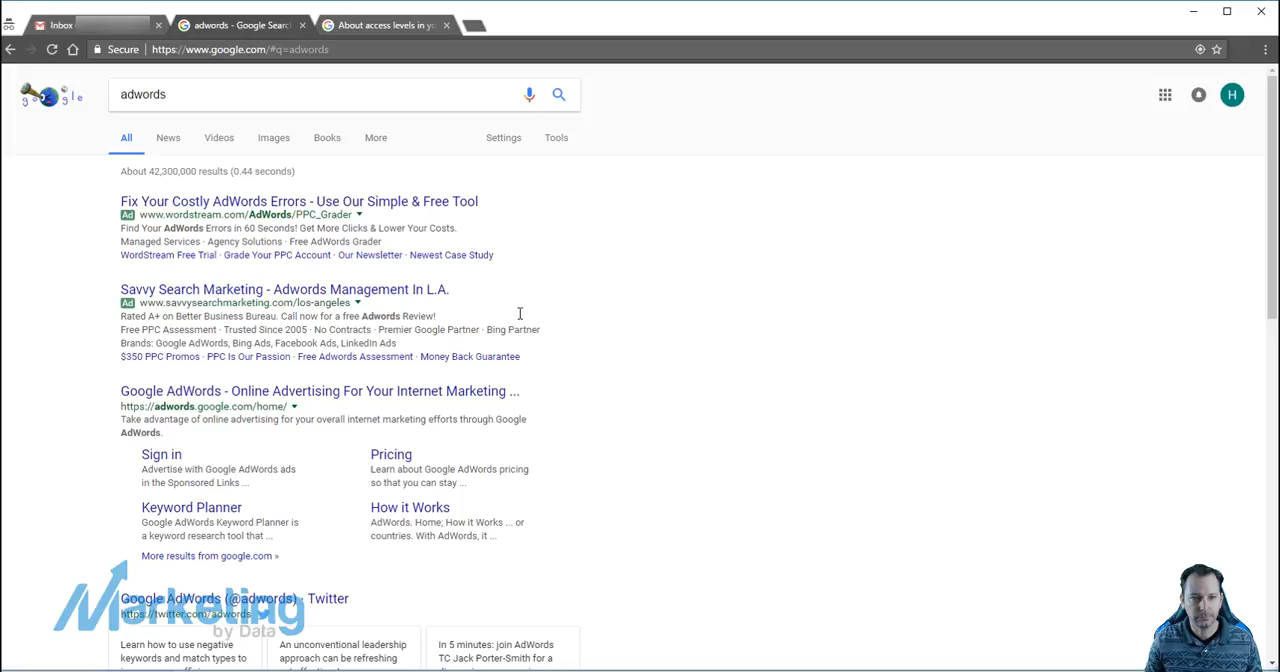 Inbox
adwords - Google Searc
About access levels in yo
Secure
https://www.google.com/#q=adwords
google
adwords
H
All
News
Videos
Images
Books
More
Settings
Tools
About 42,300,000 results (0.44 seconds)
Fix Your Costly AdWords Errors - Use Our Simple & Free Tool
Ad www.wordstream.com/AdWords/PPC_Grader
Find Your AdWords Errors in 60 Seconds! Get More Clicks & Lower Your Costs.
Managed Services · Agency Solutions · Free AdWords Grader
WordStream Free Trial · Grade Your PPC Account · Our Newsletter · Newest Case Study
Savvy Search Marketing - Adwords Management In L.A.
Ad www.savvysearchmarketing.com/los-angeles
Rated A+ on Better Business Bureau. Call now for a free Adwords Review!
Free PPC Assessment · Trusted Since 2005 · No Contracts · Premier Google Partner · Bing Partner
Brands: Google AdWords, Bing Ads, Facebook Ads, LinkedIn Ads
$350 PPC Promos · PPC Is Our Passion · Free Adwords Assessment · Money Back Guarantee
Google AdWords - Online Advertising For Your Internet Marketing ...
https://adwords.google.com/home/
Take advantage of online advertising for your overall internet marketing efforts through Google
AdWords.
Sign in
Advertise with Google AdWords ads
in the Sponsored Links ...
Pricing
Learn about Google AdWords pricing
so that you can stay ...
Keyword Planner
Google AdWords Keyword Planner is
a keyword research tool that ...
How it Works
AdWords. Home; How it Works ... or
countries. With AdWords, it ...
More results from google.com »
Google AdWords (@adwords) · Twitter
https://twitter.com/adwords
Marketing
by Data
Learn how to use negative
keywords and match types to
An unconventional leadership
approach can be refreshing
In 5 minutes: join AdWords
TC Jack Porter-Smith for a